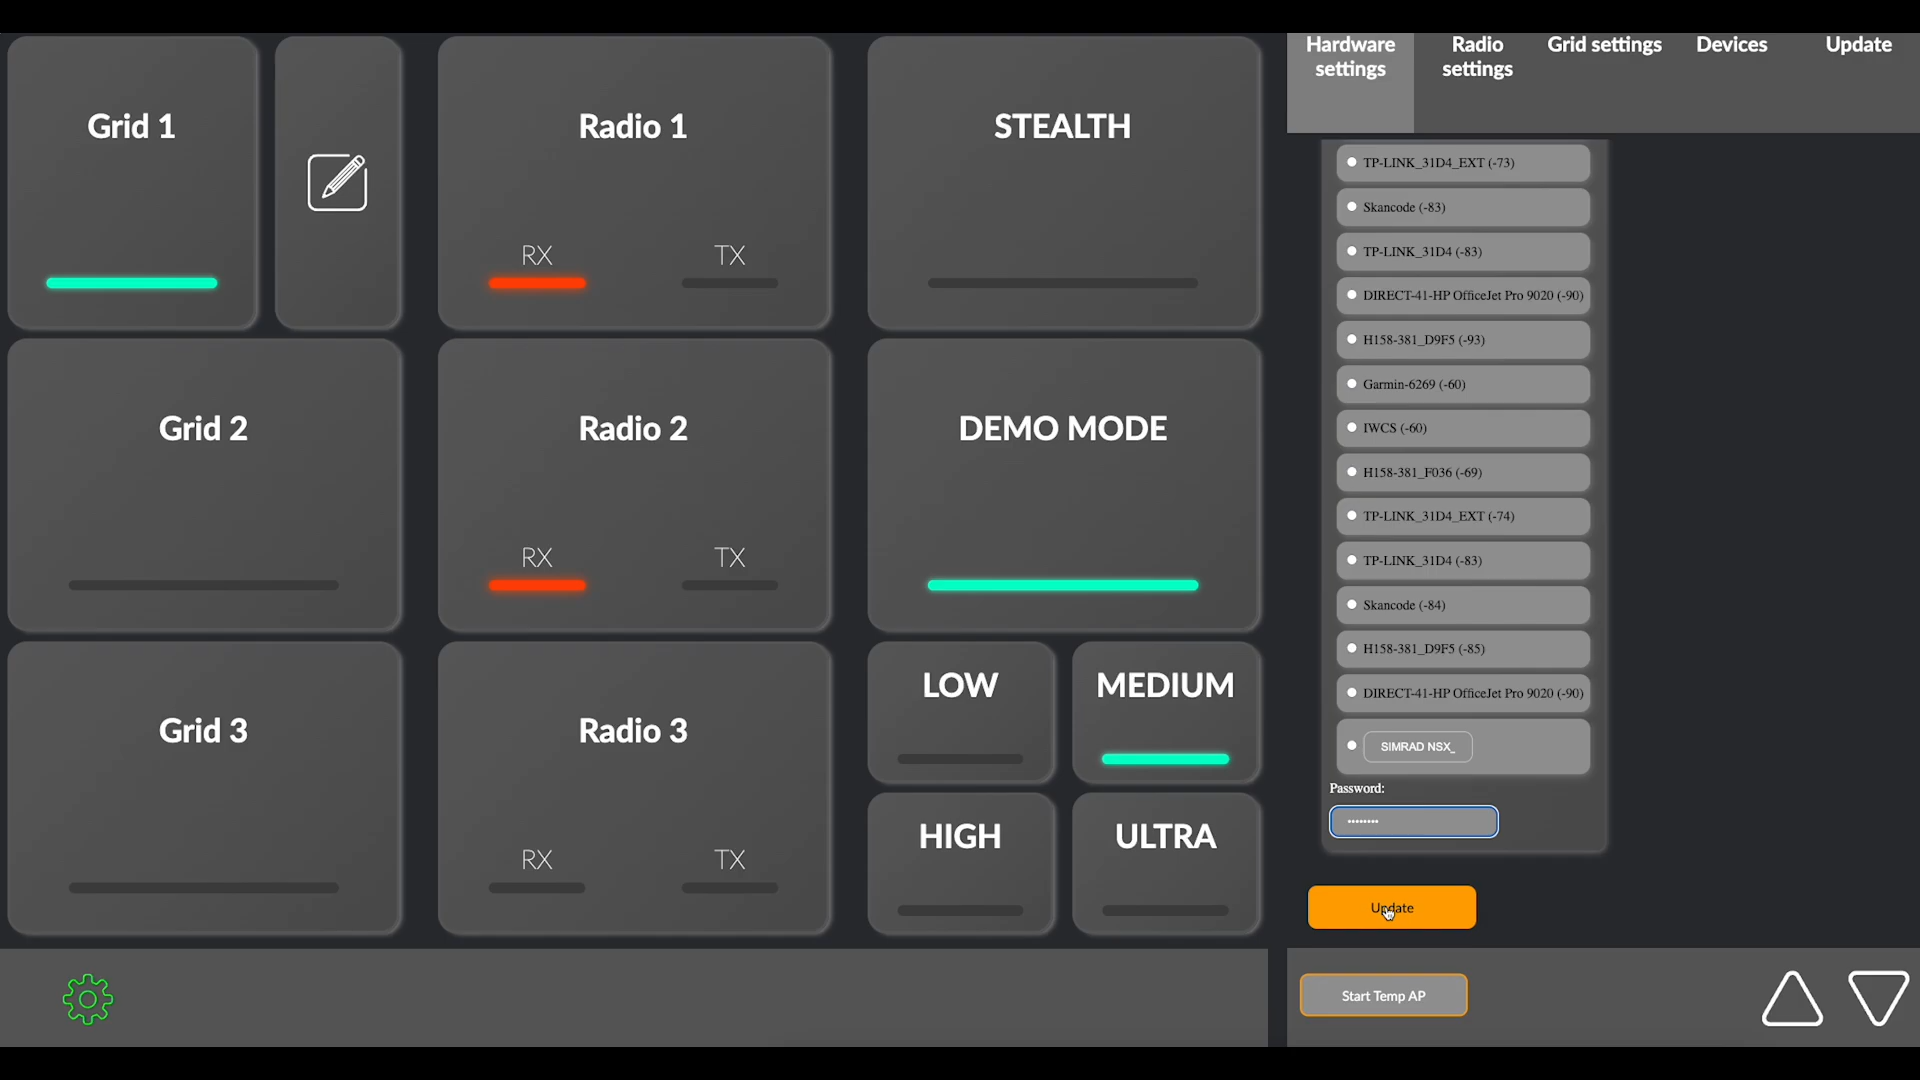 Grid 1
Radio 1
RX
TX
STEALTH
Grid 2
Radio 2
RX
TX
DEMO MODE
Grid 3
Radio 3
RX
TX
LOW
MEDIUM
HIGH
ULTRA
Hardware
settings
Radio
settings
Grid settings
Devices
Update
TP-LINK_31D4_EXT (-73)
Skancode (-83)
TP-LINK_31D4 (-83)
DIRECT-41-HP OfficeJet Pro 9020 (-90)
H158-381_D9F5 (-93)
Garmin-6269 (-60)
IWCS (-60)
H158-381_F036 (-69)
TP-LINK_31D4_EXT (-74)
TP-LINK_31D4 (-83)
Skancode (-84)
H158-381_D9F5 (-85)
DIRECT-41-HP OfficeJet Pro 9020 (-90)
SIMRAD NSX_
Password:
••••••••
Update
Start Temp AP